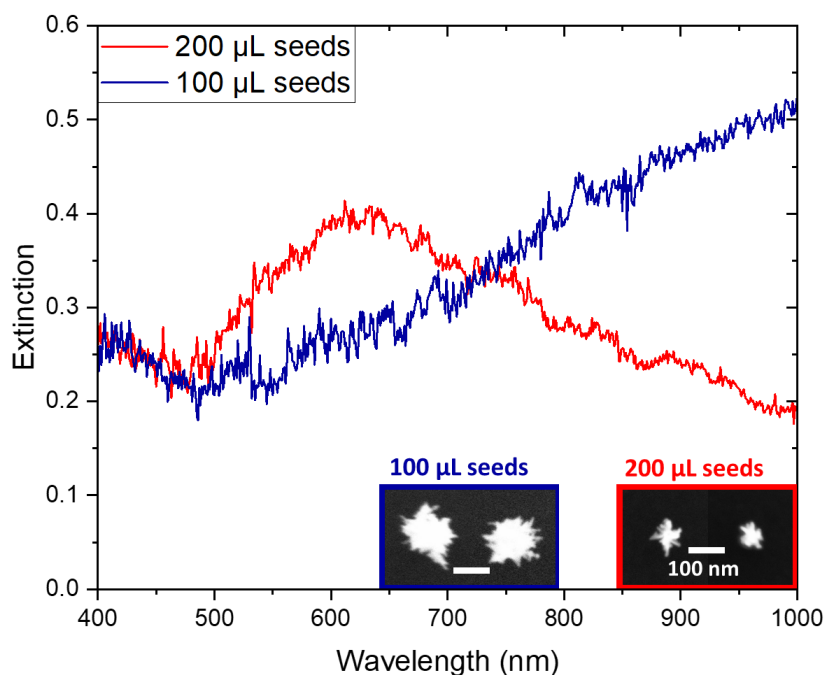 0.6
0.5
0.4
0.3
0.2
0.1
0.0
Extinction
200 µL seeds
100 µL seeds
100 µL seeds
200 µL seeds
100 nm
400 500 600 700 800 900 1000
Wavelength (nm)